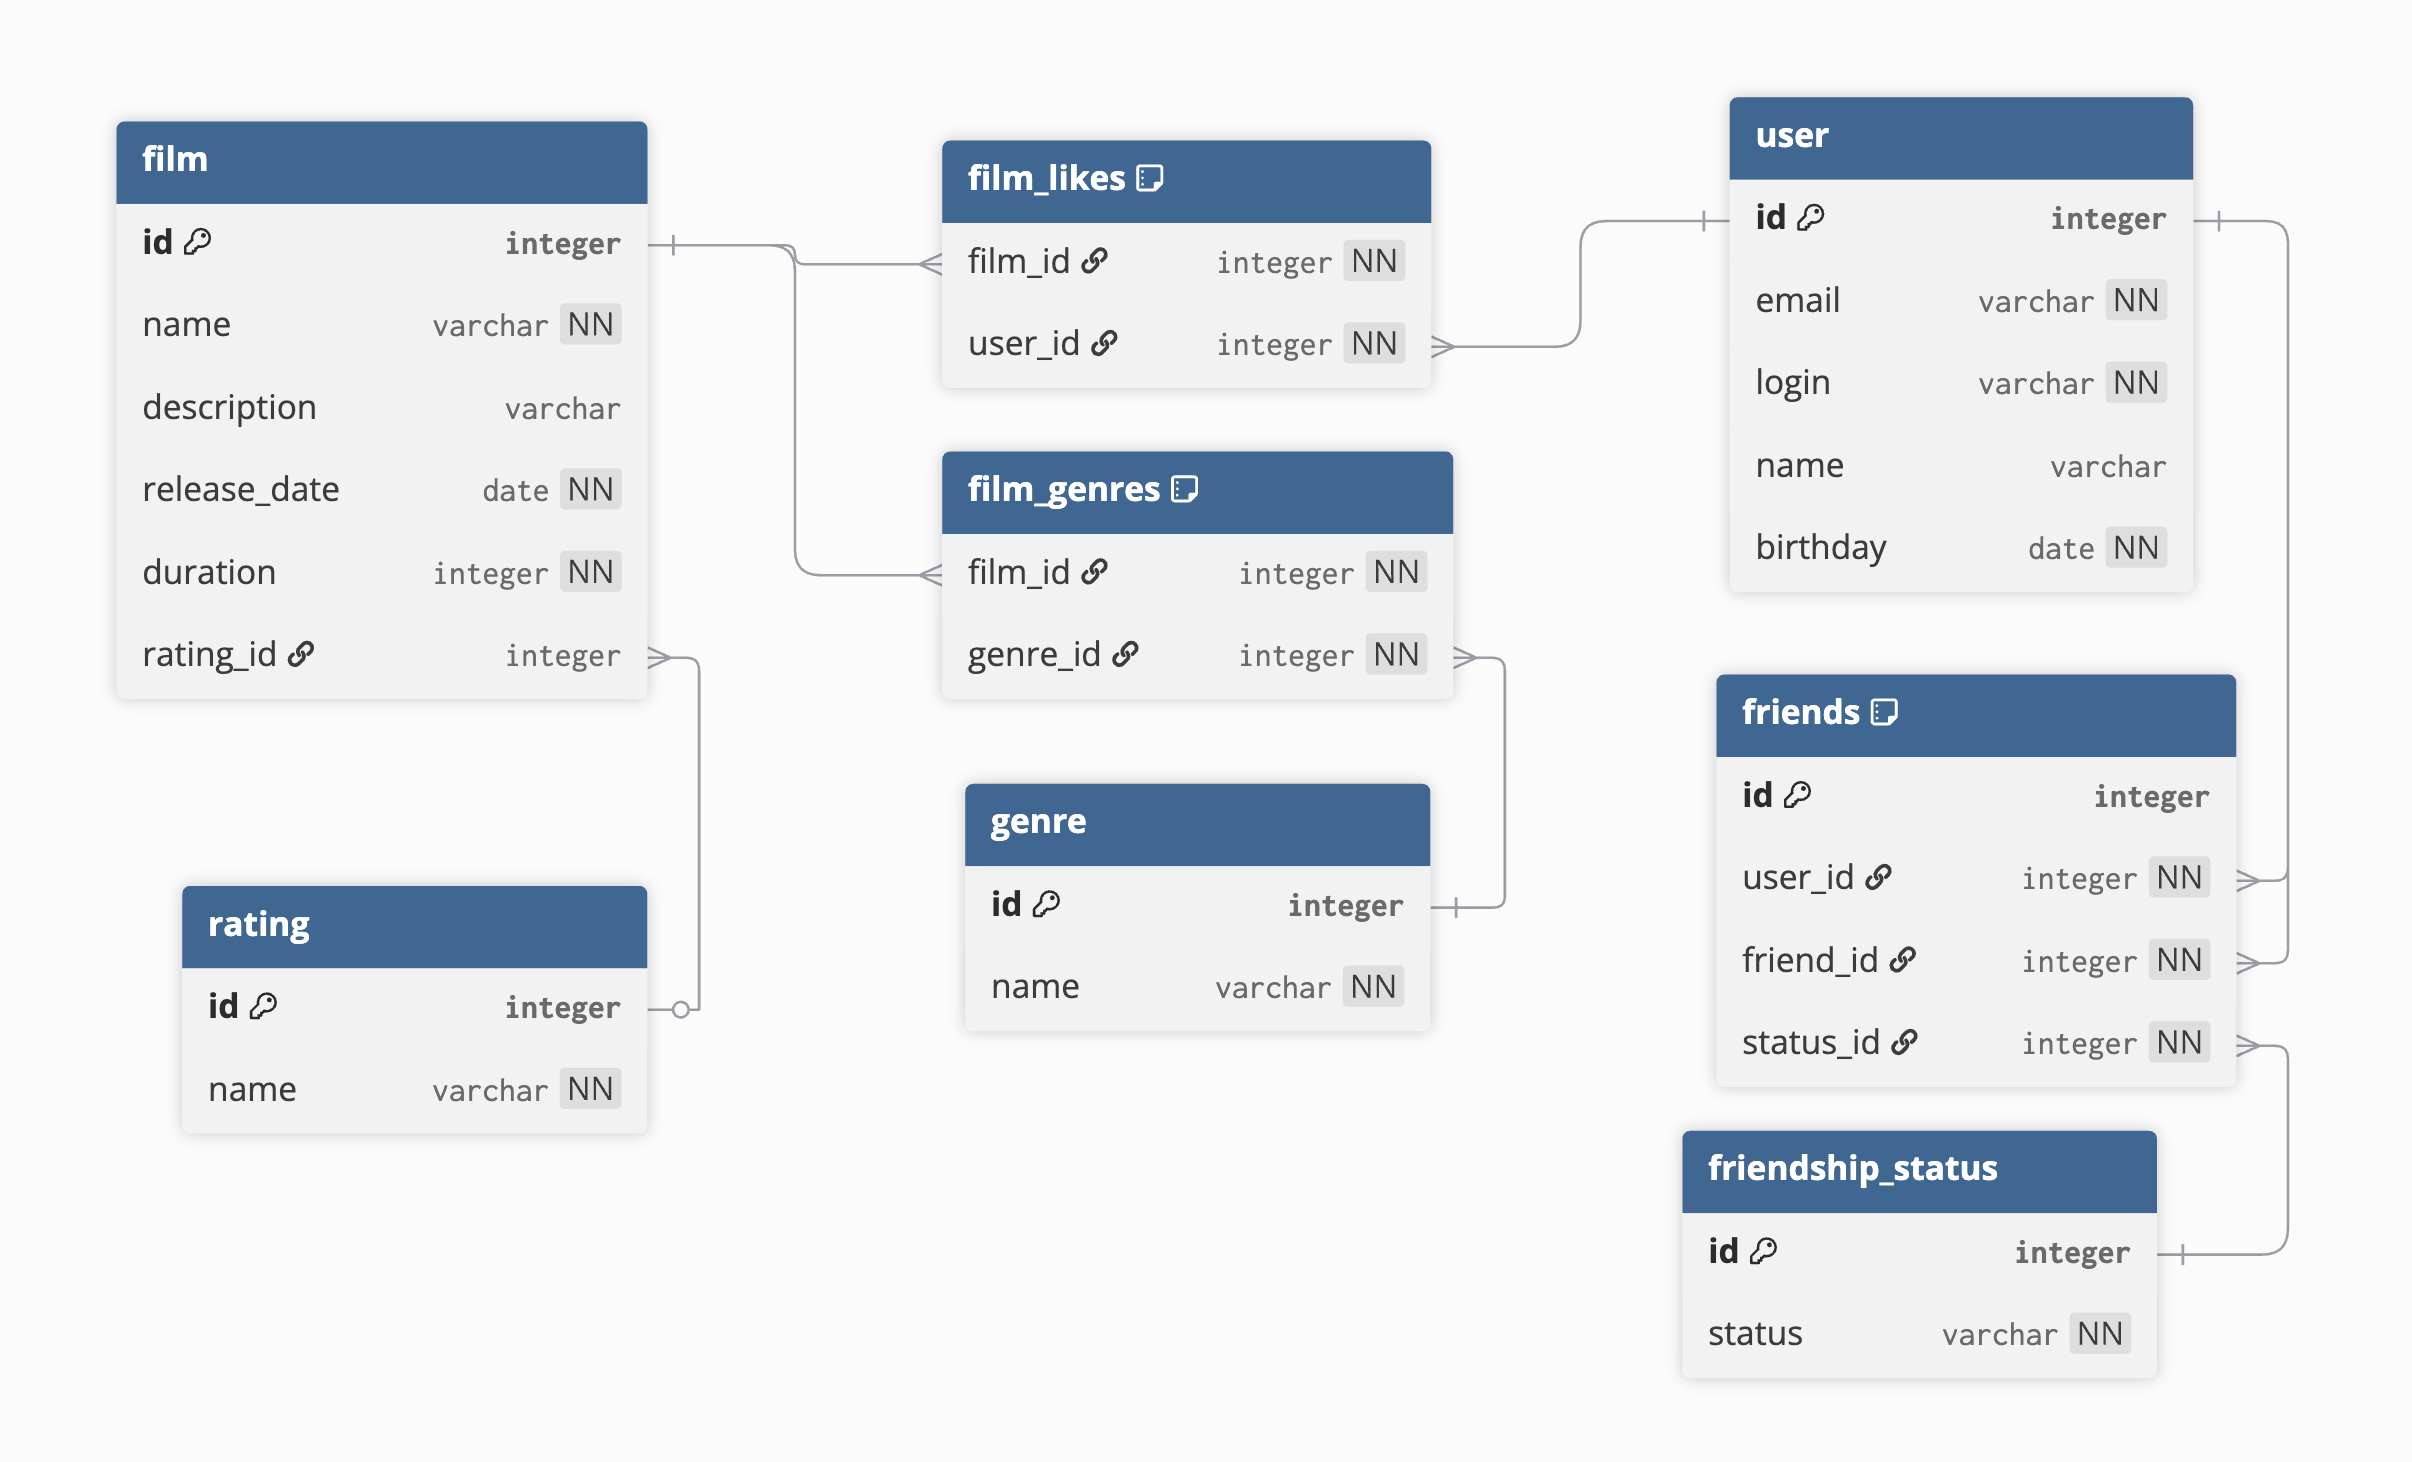 film
id integer
name varchar NN
description varchar
release_date date NN
duration integer NN
rating_id integer
rating
id integer
name varchar NN
film_likes
film_id integer NN
user_id integer NN
film_genres
film_id integer NN
genre_id integer NN
genre
id integer
name varchar NN
user
id integer
email varchar NN
login varchar NN
name varchar
birthday date NN
friends
id integer
user_id integer NN
friend_id integer NN
status_id integer NN
friendship_status
id integer
status varchar NN